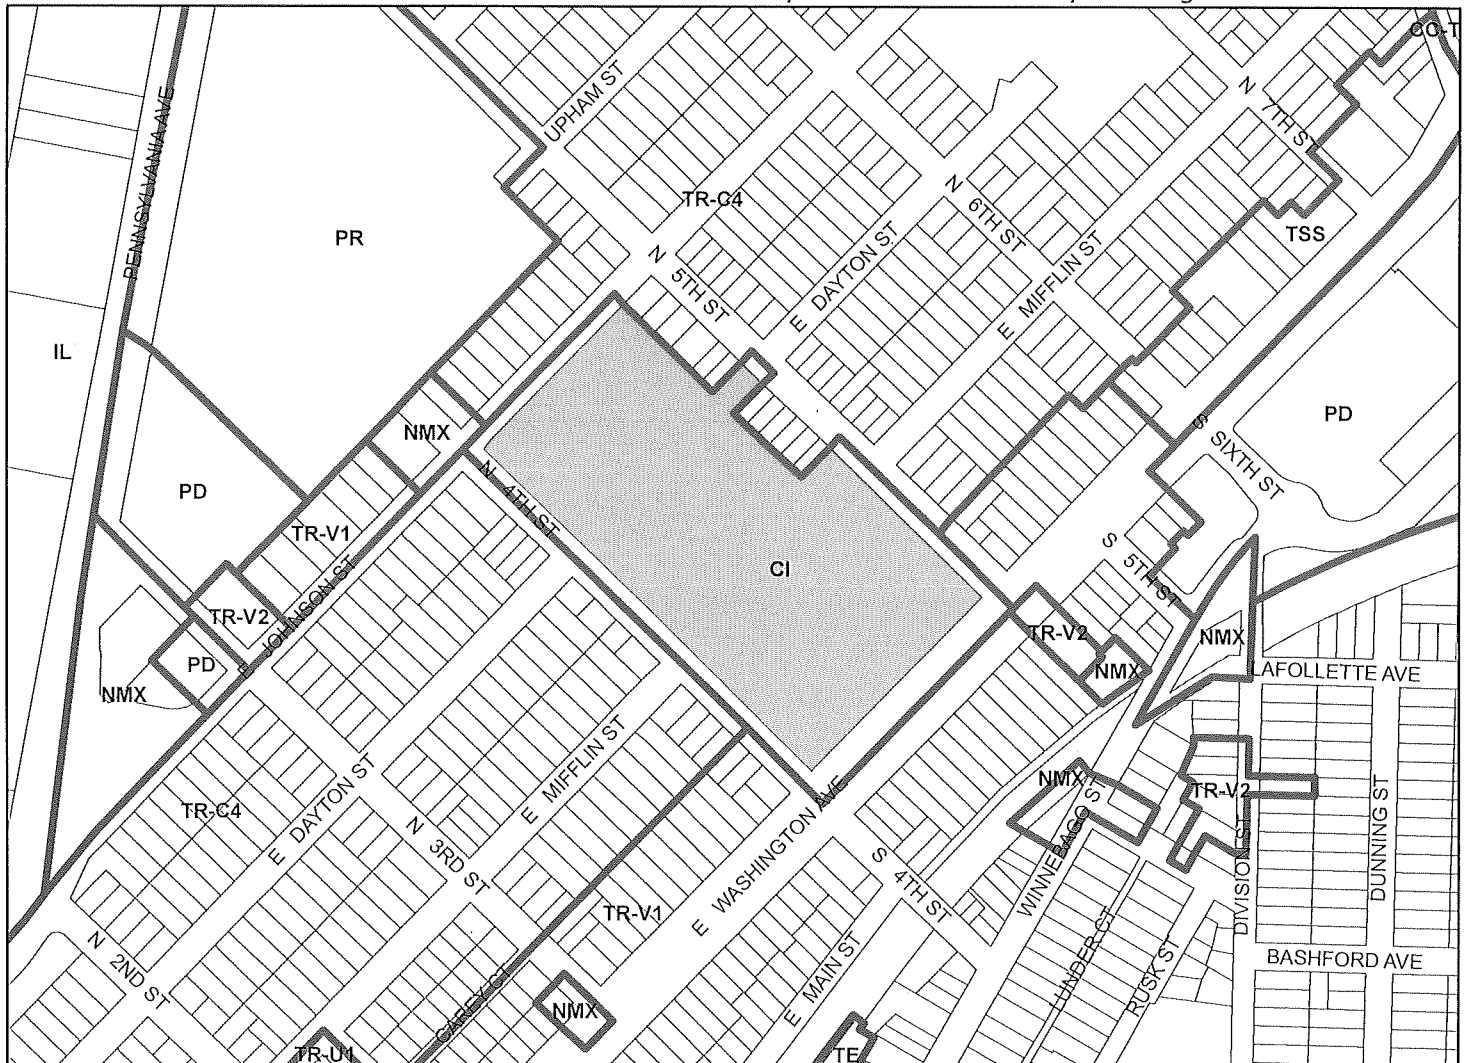 CC-T
UPHAM ST
N 7TH ST
PENNSYLVANIA AVE
TR-C4
N 6TH ST
PR
TSS
E DAYTON ST
E MIFFLIN ST
N 5TH ST
IL
PD
NMX
S SIXTH ST
PD
N 4TH ST
TR-V1
CI
S 5TH ST
E JOHNSON ST
TR-V2
TR-V2
NMX
PD
NMX
LAFOLLETTE AVE
NMX
E MIFFLIN ST
NMX
TR-V2
E DAYTON ST
TR-C4
E WASHINGTON AVE
WINNEBAGO ST
DIVISION ST
DUNNING ST
N 3RD ST
S 4TH ST
TR-V1
N 2ND ST
E MAIN ST
LUNDER CT
RUSK ST
BASHFORD AVE
CAREY CT
NMX
TR-U1
TE